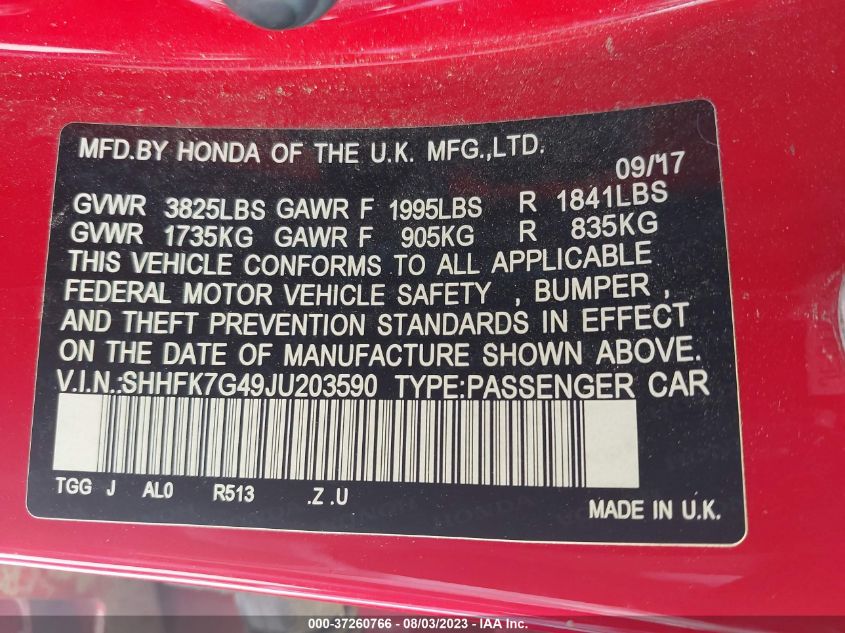 MFD.BY HONDA OF THE U.K. MFG.,LTD.
09/17
GVWR 3825LBS GAWR F 1995LBS R 1841LBS
GVWR 1735KG GAWR F 905KG R 835KG
THIS VEHICLE CONFORMS TO ALL APPLICABLE
FEDERAL MOTOR VEHICLE SAFETY , BUMPER ,
AND THEFT PREVENTION STANDARDS IN EFFECT
ON THE DATE OF MANUFACTURE SHOWN ABOVE.
V.I.N.:SHHFK7G49JU203590 TYPE:PASSENGER CAR
TGG J AL0 R513 .Z .U
MADE IN U.K.
000-37260766 - 08/03/2023 - IAA Inc.